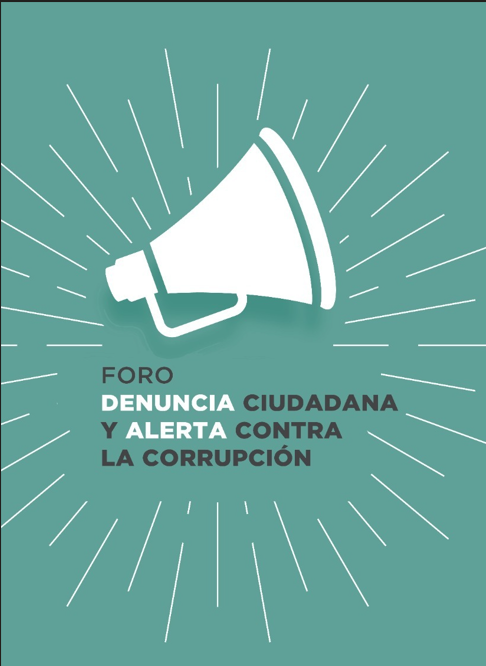 FORO
DENUNCIA CIUDADANA
Y ALERTA CONTRA
LA CORRUPCIÓN